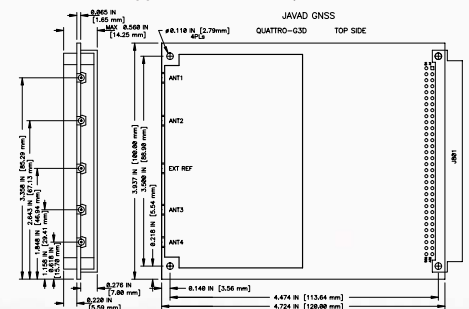 0.065 IN
[1.65 mm]
MAX 0.560 IN
[14.25 mm]
ø0.110 IN [2.79mm]
4PLs
JAVAD GNSS
QUATTRO-G3D TOP SIDE
ANT1
ANT2
EXT REF
ANT3
ANT4
J801
3.358 IN [85.29 mm]
2.643 IN [67.13 mm]
1.848 IN [46.94 mm]
1.158 IN [29.41 mm]
0.618 IN
[15.70 mm]
3.937 IN [100.00 mm]
3.500 IN [88.90 mm]
0.218 IN [5.54 mm]
0.276 IN
[7.00 mm]
0.220 IN
[5.59 mm]
0.140 IN [3.56 mm]
4.474 IN [113.64 mm]
4.724 IN [120.00 mm]